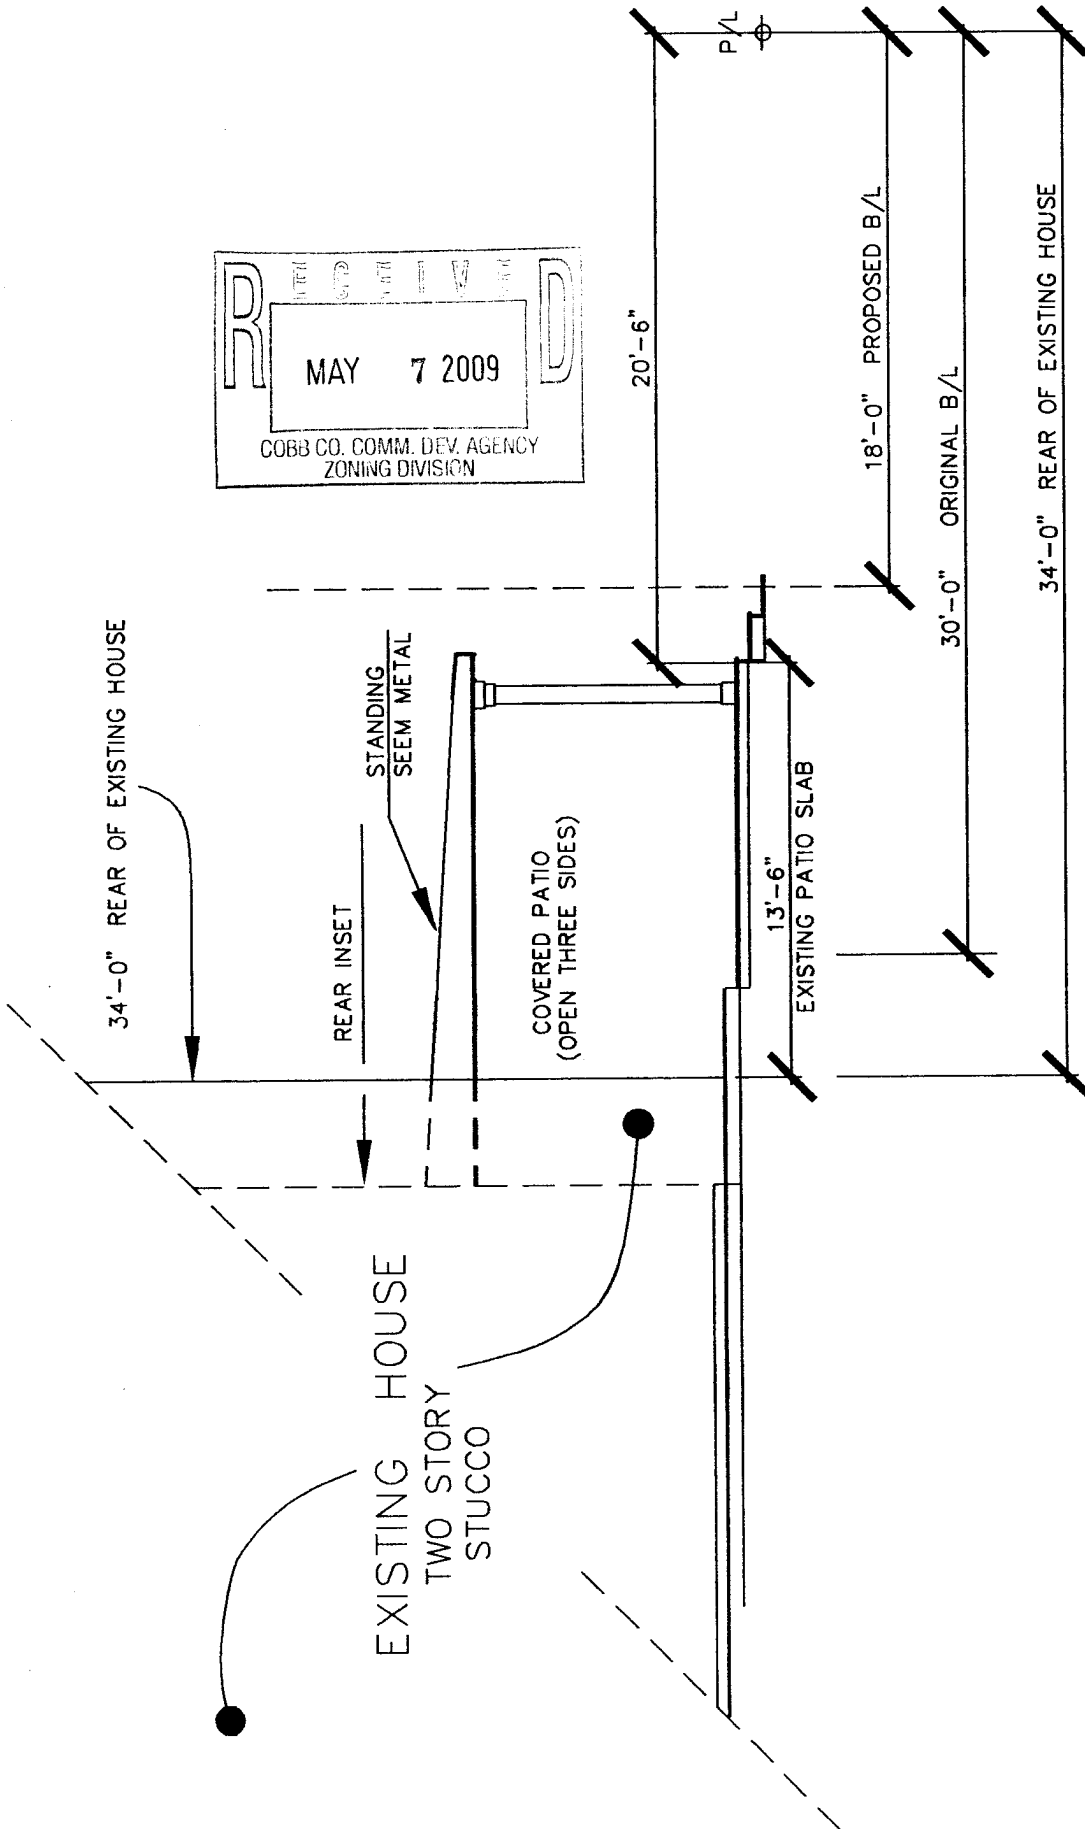 34'-0" REAR OF EXISTING HOUSE
REAR INSET
STANDING
SEEM METAL
RECEIVED
MAY 7 2009
COBB CO. COMM. DEV. AGENCY
ZONING DIVISION
EXISTING HOUSE
TWO STORY
STUCCO
COVERED PATIO
(OPEN THREE SIDES)
20'-6"
P/L
13'-6"
EXISTING PATIO SLAB
18'-0" PROPOSED B/L
30'-0" ORIGINAL B/L
34'-0" REAR OF EXISTING HOUSE